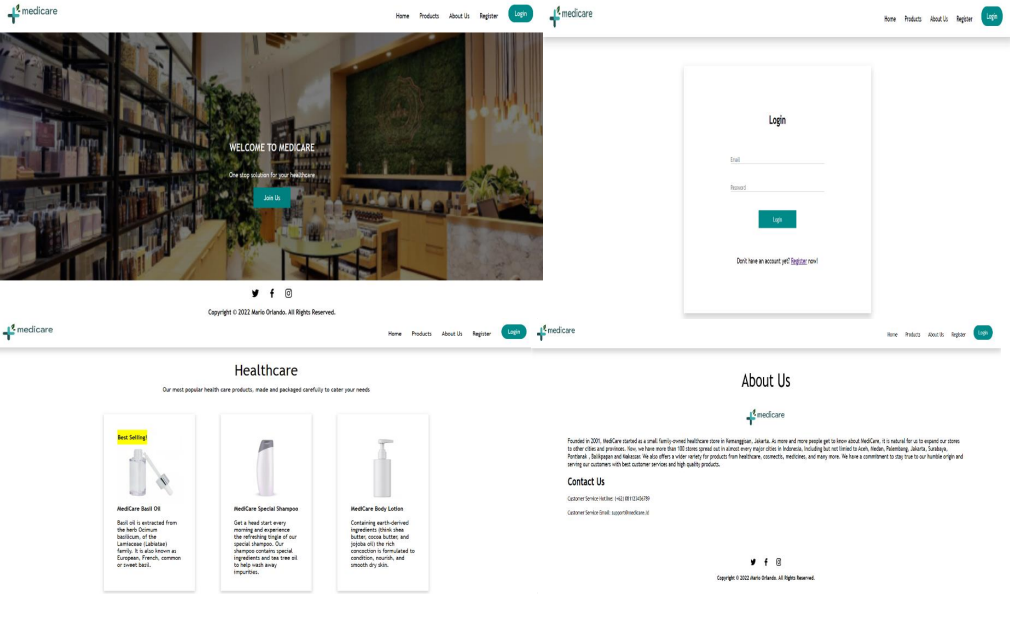 medicare
Home Products About Us Register Login
WELCOME TO MEDICARE
One stop solution for your healthcare
Join Us
Copyright © 2022 Mario Orlando. All Rights Reserved.
medicare
Home Products About Us Register Login
Login
Email
Password
Login
Don't have an account yet? Register now!
medicare
Home Products About Us Register Login
Healthcare
Our most popular health care products, made and packaged carefully to cater your needs
Best Selling!
MediCare Basil Oil
Basil oil is extracted from
the herb Ocimum
basilicum, of the
Lamiaceae (Labiatae)
family. It is also known as
European, French, common
or sweet basil.
MediCare Special Shampoo
Get a head start every
morning and experience
the refreshing tingle of our
special shampoo. Our
shampoo contains special
ingredients and tea tree oil
to help wash away
impurities.
MediCare Body Lotion
Containing earth-derived
ingredients (think shea
butter, cocoa butter, and
jojoba oil) the rich
concoction is formulated to
condition, nourish, and
smooth dry skin.
medicare
Home Products About Us Register Login
About Us
medicare
Founded in 2001, MediCare started as a small family-owned healthcare store in Kemanggisan, Jakarta. As more and more people get to know about MediCare, it is natural for us to expand our stores
to other cities and provinces. Now, we have more than 100 stores spread out in almost every major cities in Indonesia, including but not limited to Aceh, Medan, Palembang, Jakarta, Surabaya,
Pontianak , Balikpapan and Makassar. We also offers a wider variety for products from healthcare, cosmectic, medicines, and many more. We have a commitment to stay true to our humble origin and
serving our customers with best customer services and high quality products.
Contact Us
Customer Service Hotline: (+62) 081123456789
Customer Service Email: support@medicare.id
Copyright © 2022 Mario Orlando. All Rights Reserved.